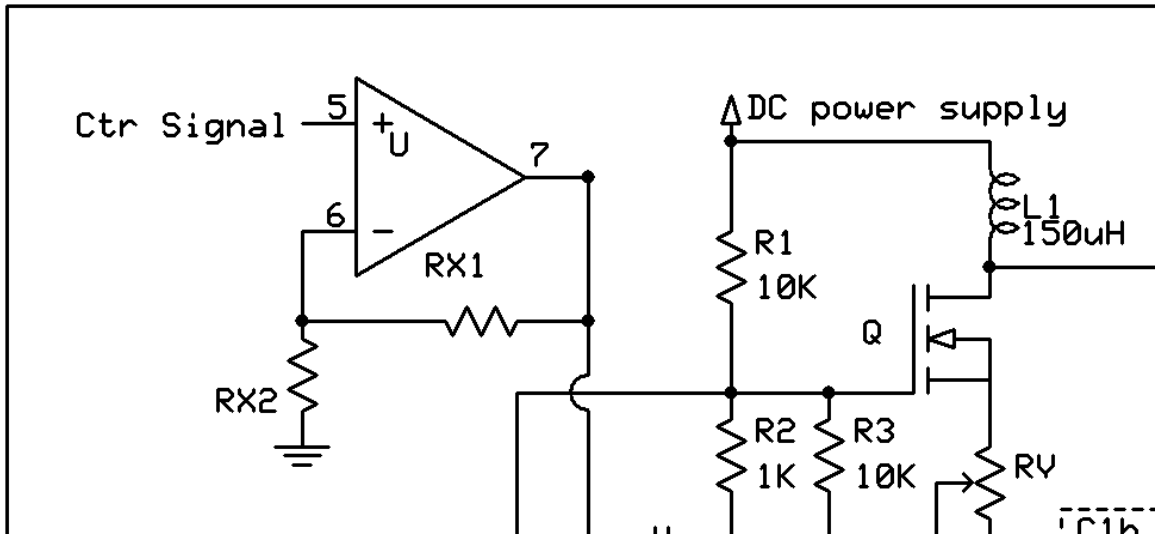 DC power supply
5
Ctr Signal
+
U
7
6
-
L1
150uH
R1
10K
RX1
Q
RX2
R2
1K
R3
10K
RV
C1b